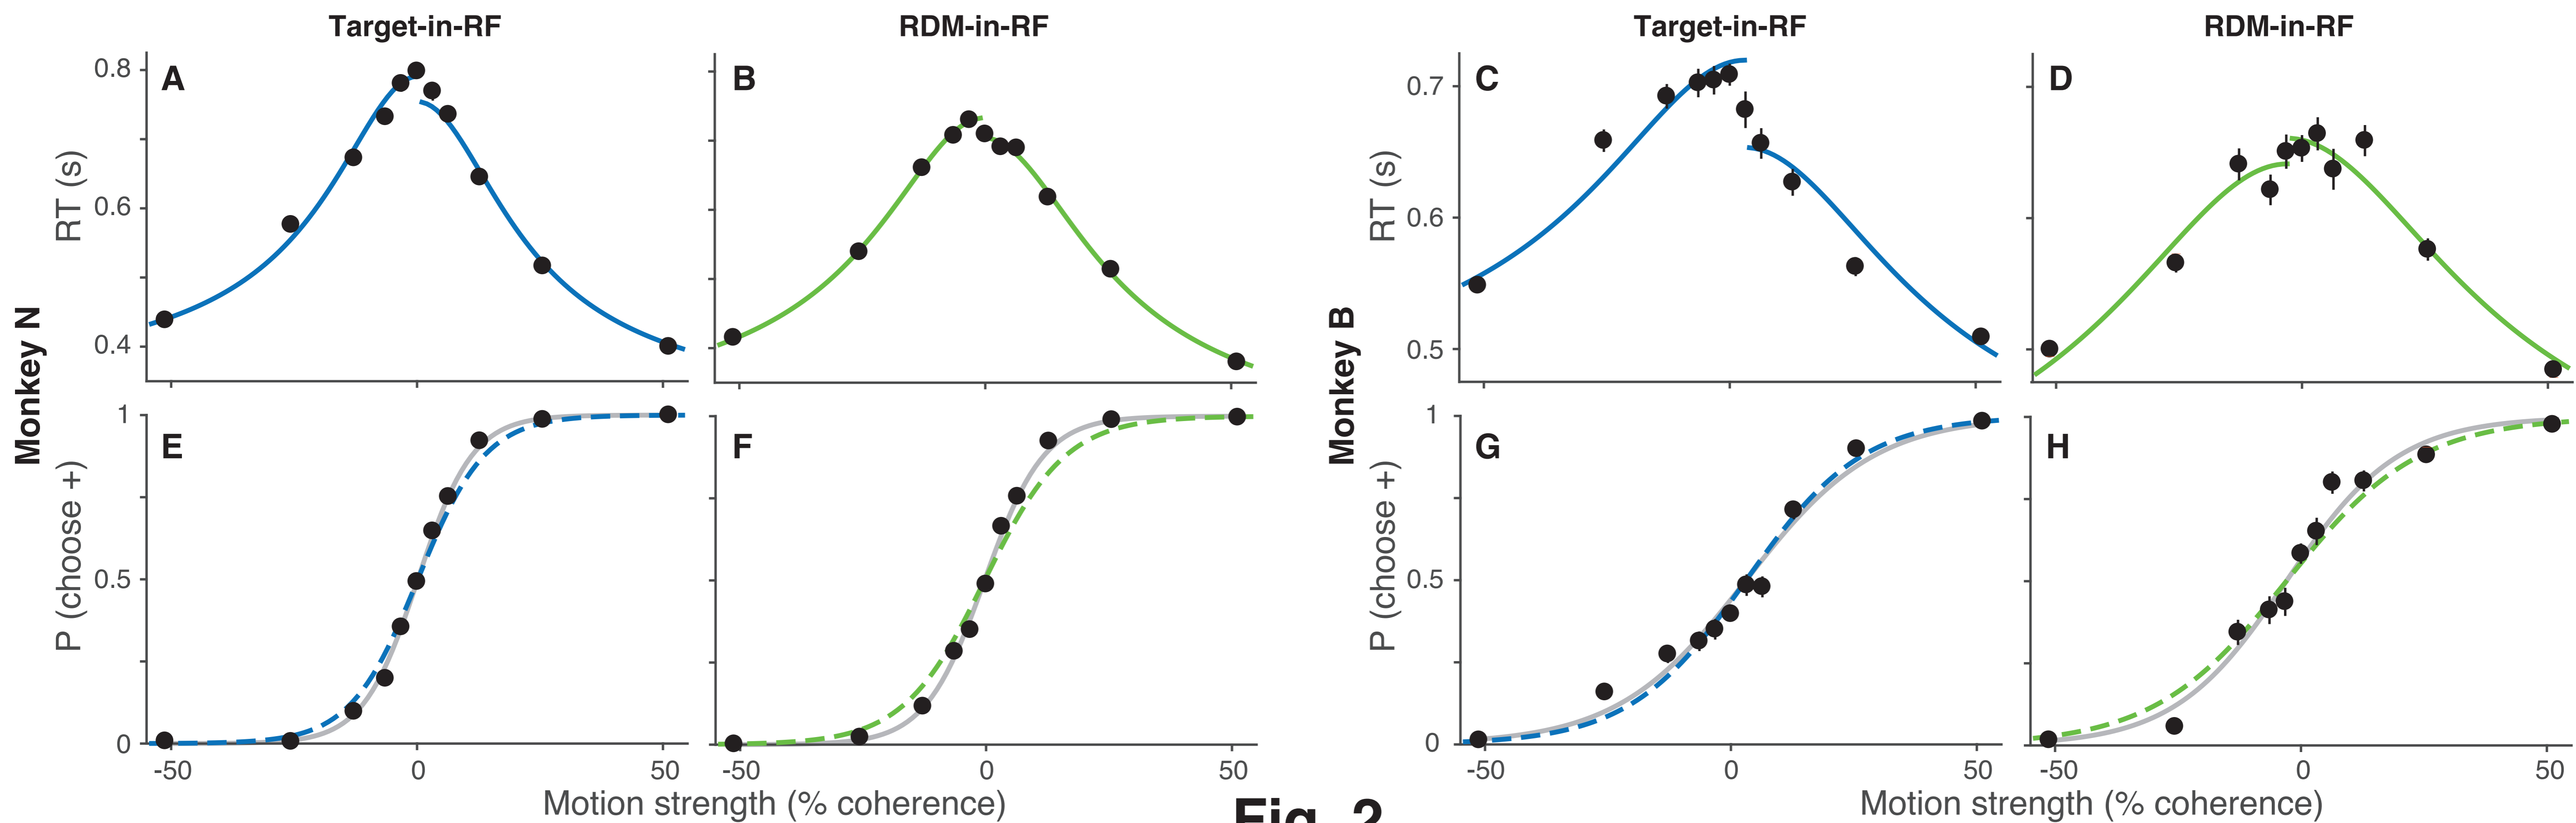 Target-in-RF
RDM-in-RF
Target-in-RF
RDM-in-RF
A
B
C
D
0.8
0.6
0.4
RT (s)
0.7
0.6
0.5
RT (s)
Monkey N
Monkey B
E
F
G
H
1
0.5
0
P (choose +)
1
0.5
0
P (choose +)
-50 0 50
-50 0 50
-50 0 50
-50 0 50
Motion strength (% coherence)
Motion strength (% coherence)
Fig. 2